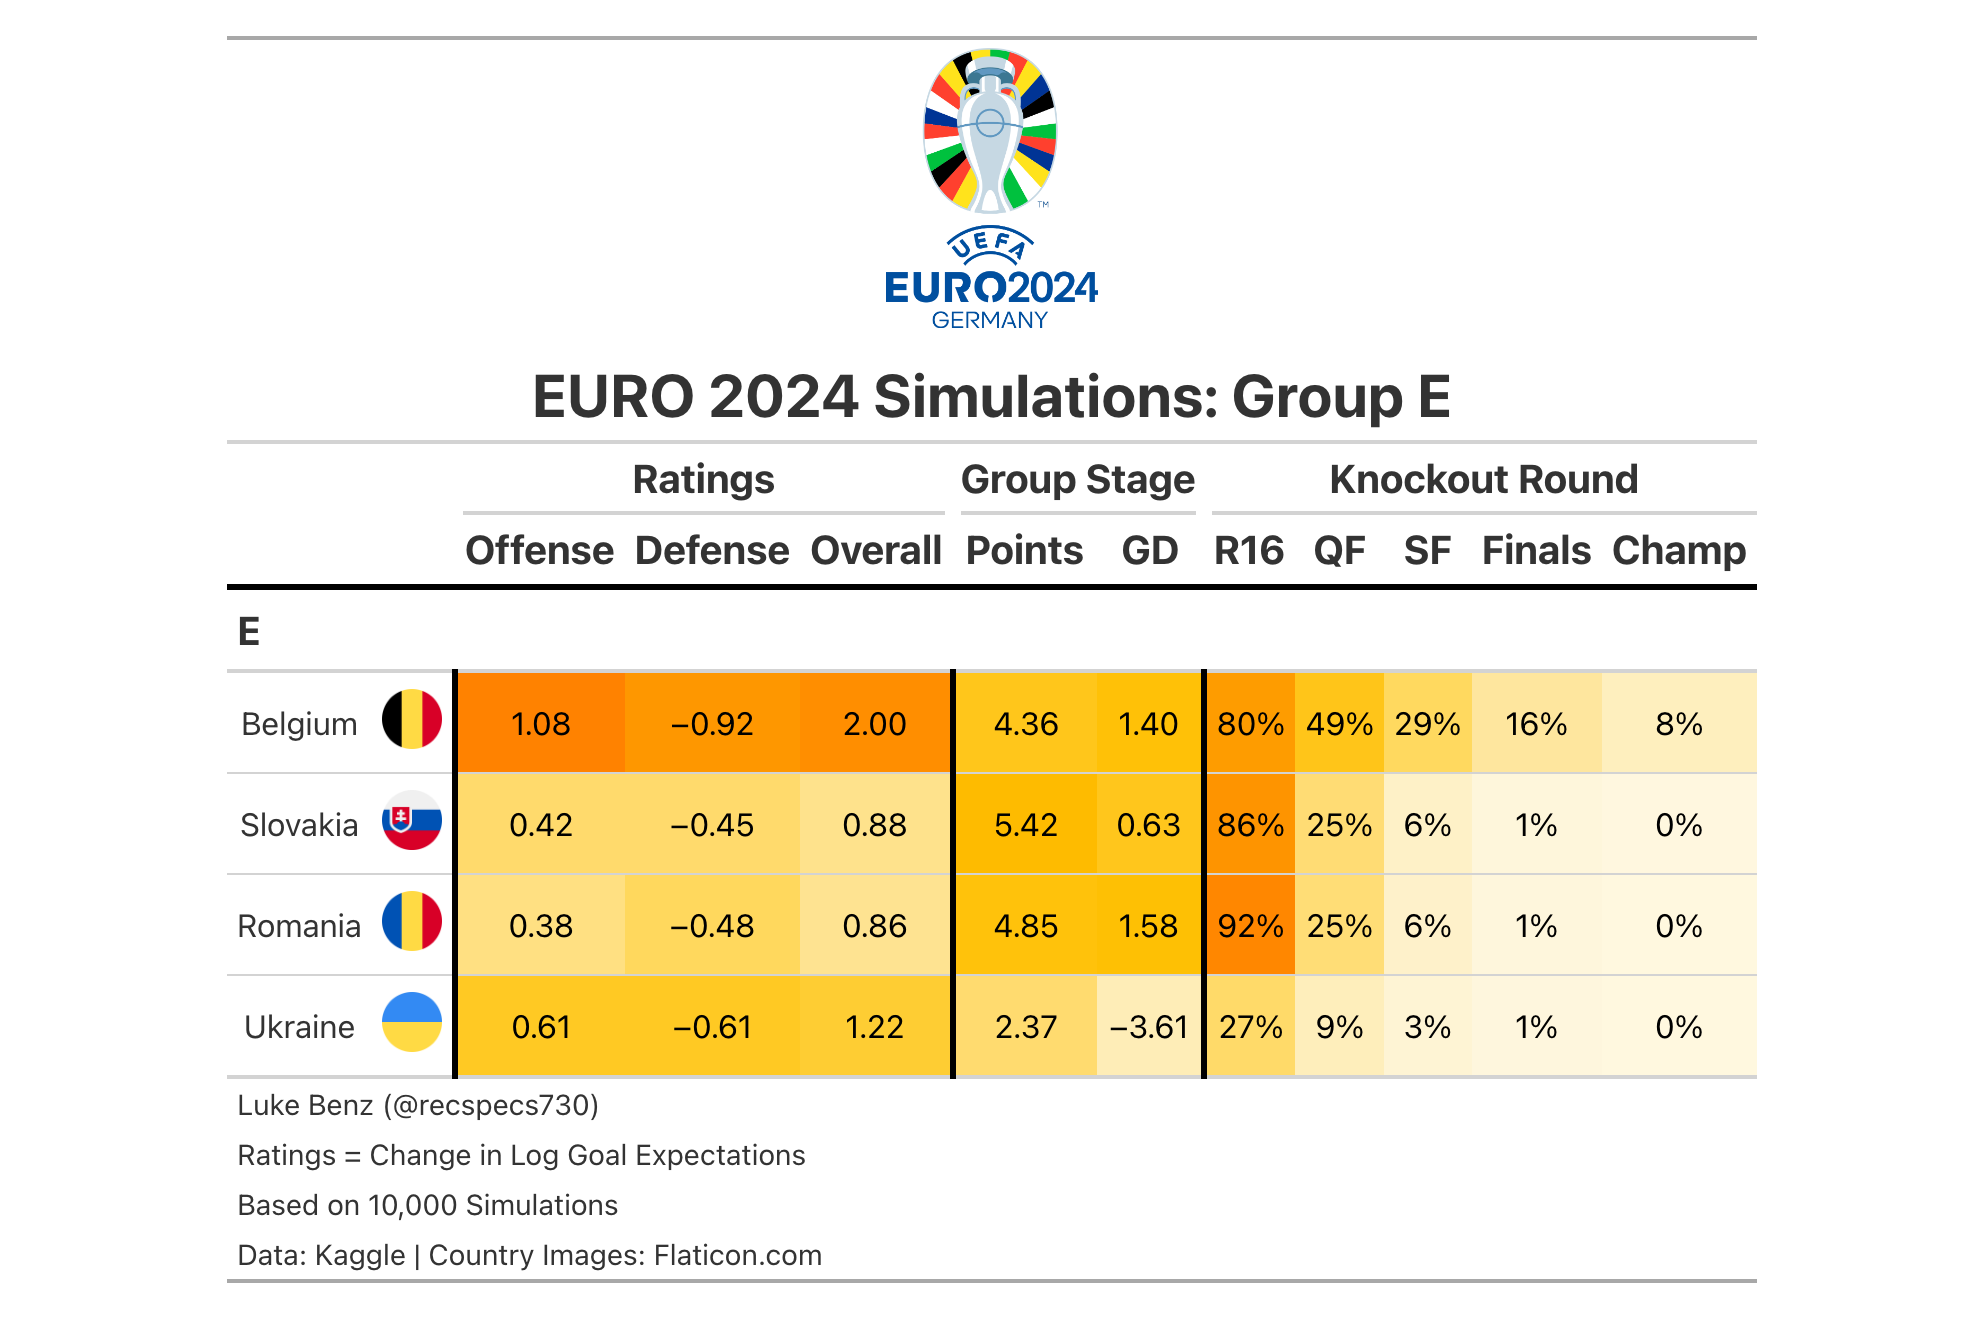 TM
UEFA
EURO2024
GERMANY
EURO 2024 Simulations: Group E
Ratings Group Stage Knockout Round
Offense Defense Overall Points GD R16 QF SF Finals Champ
E
Belgium 1.08 −0.92 2.00 4.36 1.40 80% 49% 29% 16% 8%
Slovakia 0.42 −0.45 0.88 5.42 0.63 86% 25% 6% 1% 0%
Romania 0.38 −0.48 0.86 4.85 1.58 92% 25% 6% 1% 0%
Ukraine 0.61 −0.61 1.22 2.37 −3.61 27% 9% 3% 1% 0%
Luke Benz (@recspecs730)
Ratings = Change in Log Goal Expectations
Based on 10,000 Simulations
Data: Kaggle | Country Images: Flaticon.com